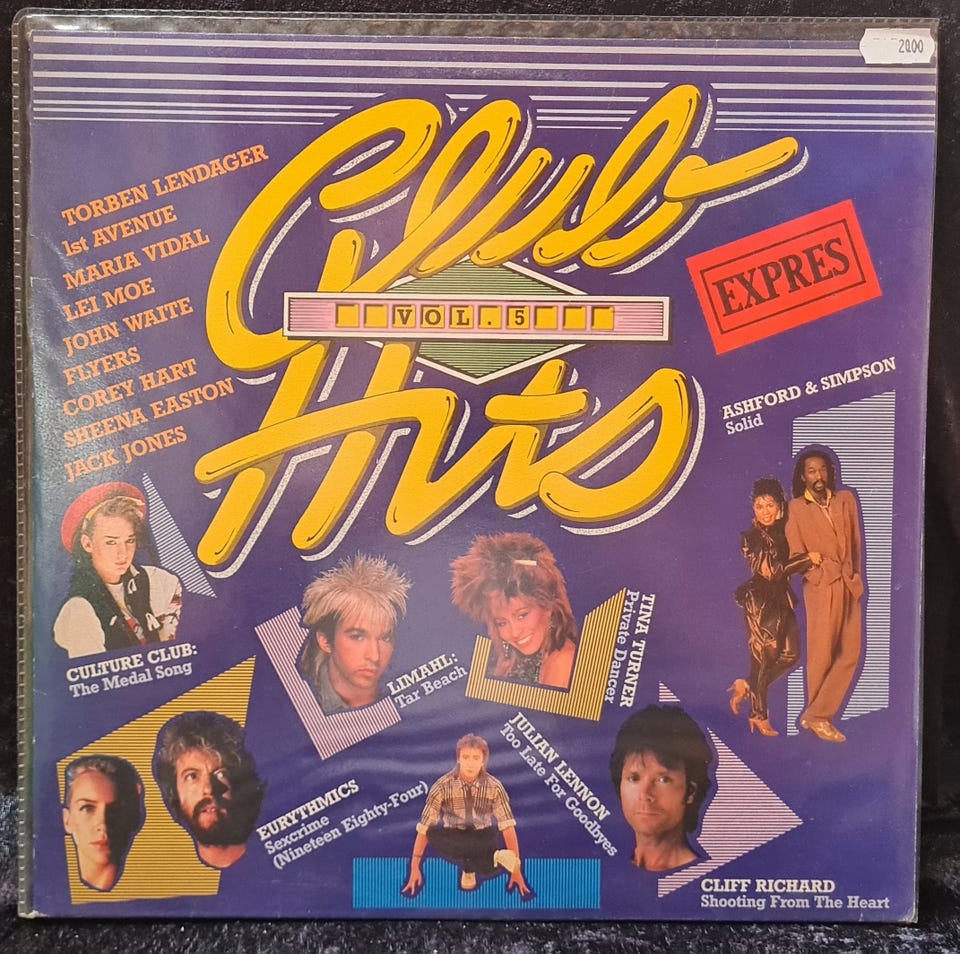 2000
Club
Hits
VOL. 5
EXPRES
TORBEN LENDAGER
1st AVENUE
MARIA VIDAL
LEI MOE
JOHN WAITE
FLYERS
COREY HART
SHEENA EASTON
JACK JONES
ASHFORD & SIMPSON
Solid
CULTURE CLUB:
The Medal Song
LIMAHL:
Tar Beach
TINA TURNER
Private Dancer
EURYTHMICS
Sexcrime
(Nineteen Eighty-Four)
JULIAN LENNON
Too Late For Goodbyes
CLIFF RICHARD
Shooting From The Heart